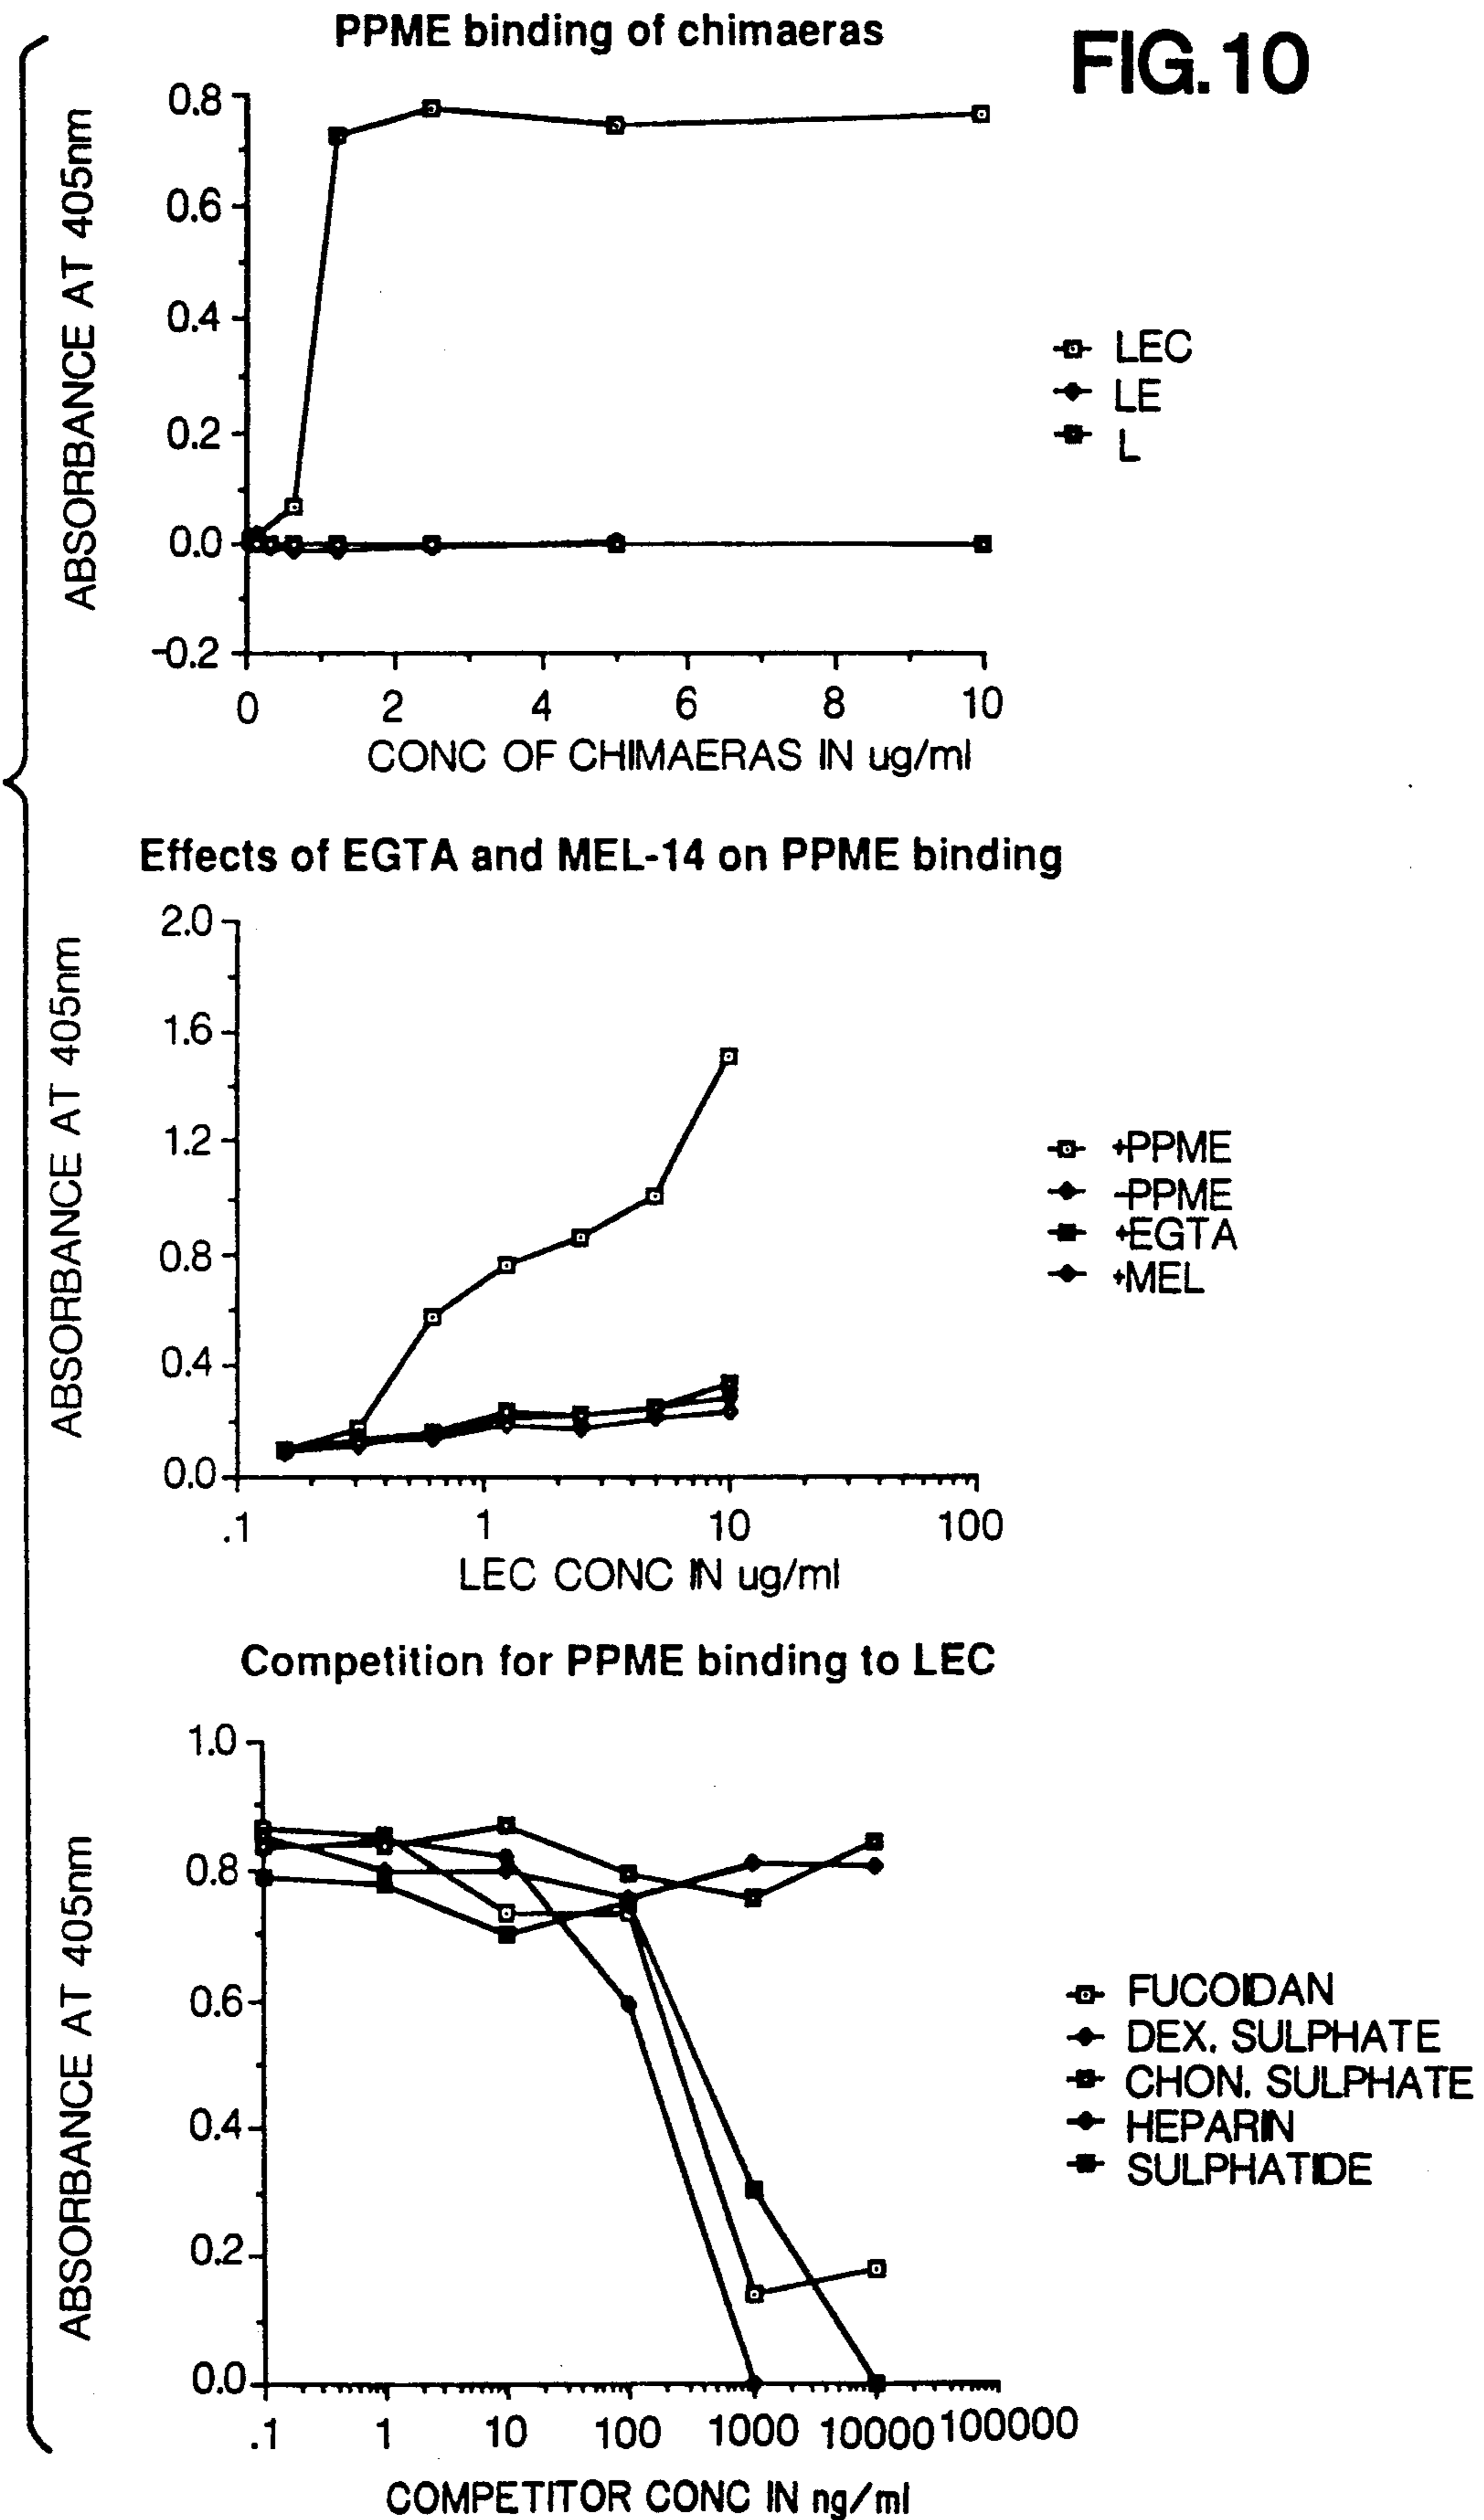 PPME binding of chimaeras
FIG.10
ABSORBANCE AT 405nm
0.8
0.6
0.4
0.2
0.0
-0.2
0 2 4 6 8 10
CONC OF CHIMAERAS IN ug/ml
LEC
LE
L
Effects of EGTA and MEL-14 on PPME binding
ABSORBANCE AT 405nm
2.0
1.6
1.2
0.8
0.4
0.0
.1 1 10 100
LEC CONC IN ug/ml
+PPME
-PPME
+EGTA
+MEL
Competition for PPME binding to LEC
ABSORBANCE AT 405nm
1.0
0.8
0.6
0.4
0.2
0.0
.1 1 10 100 1000 10000 100000
COMPETITOR CONC IN ng/ml
FUCOIDAN
DEX. SULPHATE
CHON. SULPHATE
HEPARIN
SULPHATIDE